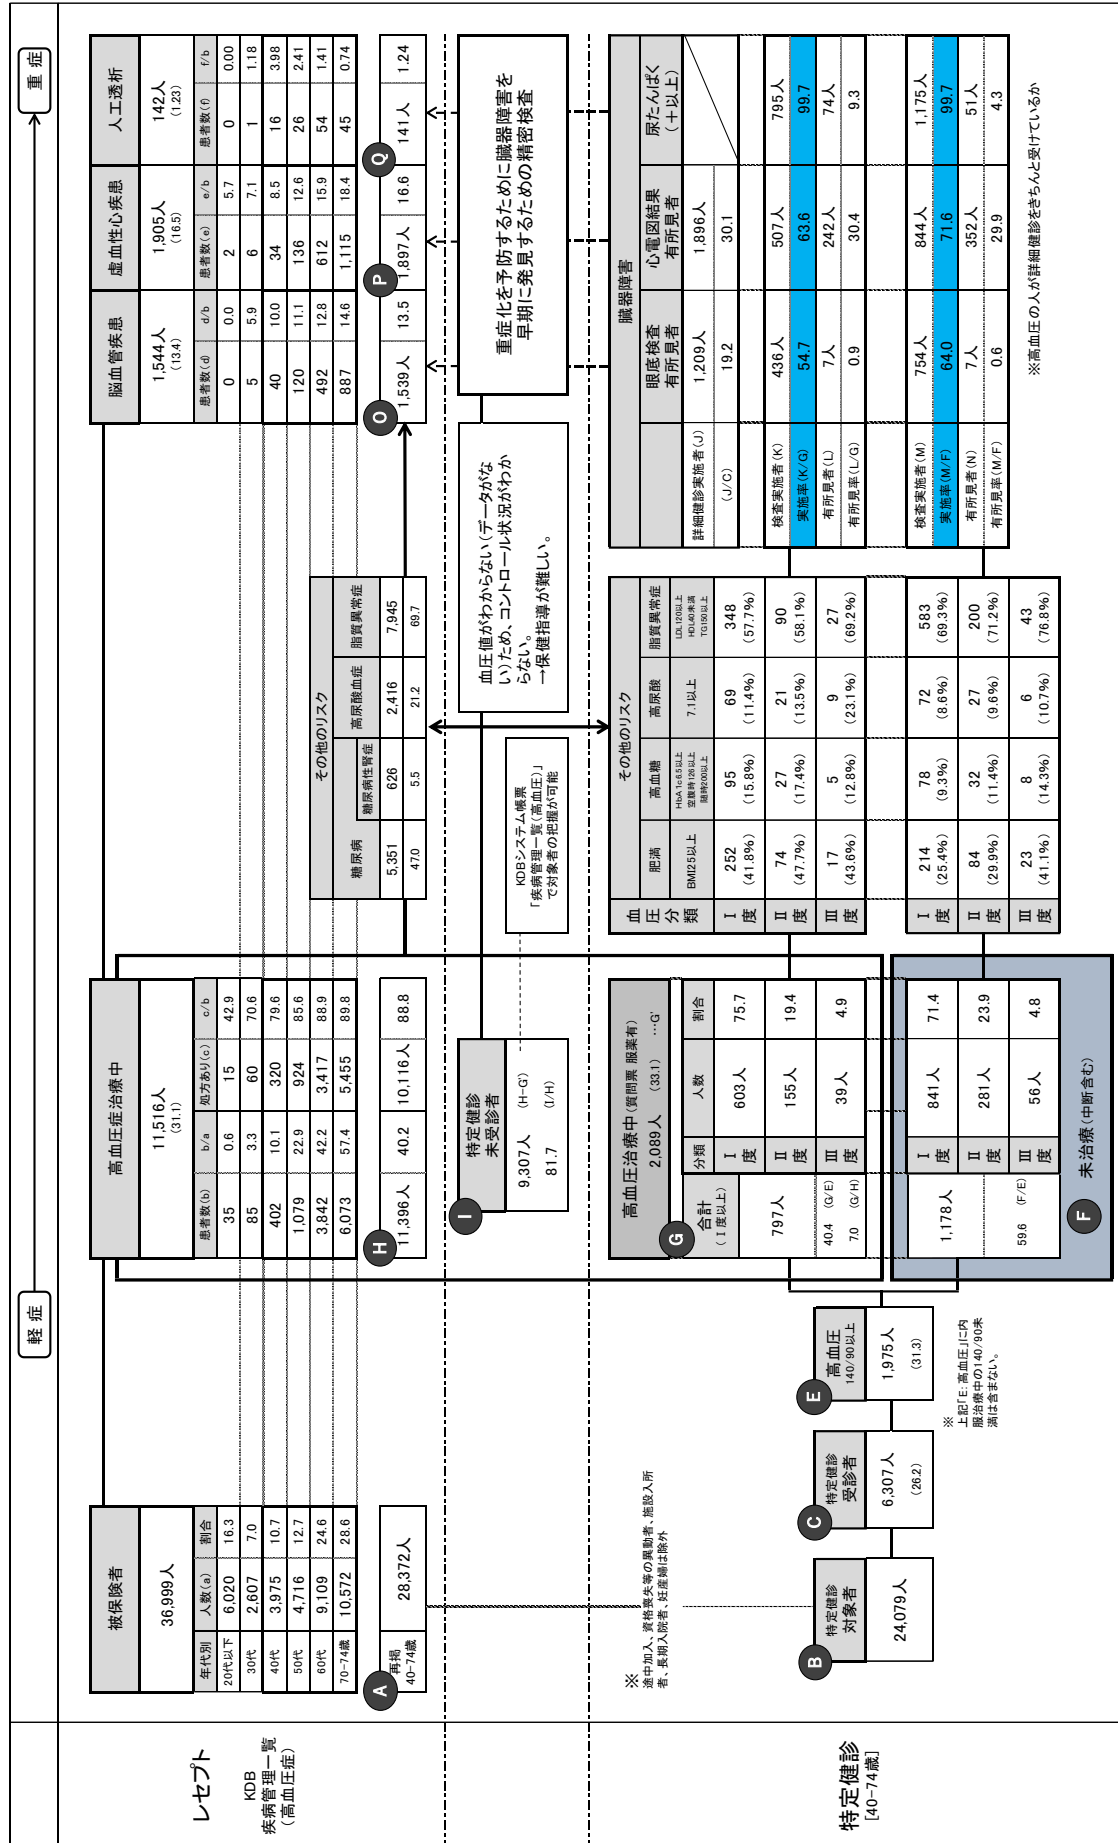 軽症
重症
レセプト
KDB
疾病管理一覧
(高血圧症)
被保険者
36,999人
年代別 人数(a) 割合
20代以下 6,020 16.3
30代 2,607 7.0
40代 3,975 10.7
50代 4,716 12.7
60代 9,109 24.6
70-74歳 10,572 28.6
A
再掲
40-74歳
28,372人
高血圧症治療中
11,516人
(31.1)
患者数(b) b/a 処方あり(c) c/b
35 0.6 15 42.9
85 3.3 60 70.6
402 10.1 320 79.6
1,079 22.9 924 85.6
3,842 42.2 3,417 88.9
6,073 57.4 5,455 89.8
H
11,396人 40.2 10,116人 88.8
その他のリスク
糖尿病 糖尿病性腎症 高尿酸血症 脂質異常症
5,351 626 2,416 7,945
47.0 5.5 21.2 69.7
脳血管疾患 虚血性心疾患 人工透析
1,544人 1,905人 142人
(13.4) (16.5) (1.23)
患者数(d) d/b 患者数(e) e/b 患者数(f) f/b
0 0.0 2 5.7 0 0.00
5 5.9 6 7.1 1 1.18
40 10.0 34 8.5 16 3.98
120 11.1 136 12.6 26 2.41
492 12.8 612 15.9 54 1.41
887 14.6 1,115 18.4 45 0.74
O P Q
1,539人 13.5 1,897人 16.6 141人 1.24
I
特定健診
未受診者
9,307人 (H-G')
81.7 (I/H)
KDBシステム帳票
「疾病管理一覧(高血圧)」
で対象者の把握が可能
血圧値がわからない(データがな
い)ため、コントロール状況がわか
らない。
→保健指導が難しい。
重症化を予防するために臓器障害を
早期に発見するための精密検査
特定健診
[40-74歳]
※
途中加入、資格喪失等の異動者、施設入所
者、長期入院者、妊産婦は除外
B
特定健診
対象者
24,079人
C
特定健診
受診者
6,307人
(26.2)
E
高血圧
140/90以上
1,975人
(31.3)
※
上記「E:高血圧」に内
服治療中の140/90未
満は含まない。
高血圧治療中(質問票 服薬有)
2,089人 (33.1) …G'
G
合計
(Ⅰ度以上)
分類 人数 割合
797人
40.4 (G/E)
7.0 (G/H)
Ⅰ度 603人 75.7
Ⅱ度 155人 19.4
Ⅲ度 39人 4.9
1,178人
59.6 (F/E)
Ⅰ度 841人 71.4
Ⅱ度 281人 23.9
Ⅲ度 56人 4.8
F
未治療(中断含む)
血圧分類
その他のリスク
肥満 高血糖 高尿酸 脂質異常症
BMI25以上
HbA1c6.5以上
空腹時126以上
随時200以上
7.1以上
LDL120以上
HDL40未満
TG150以上
Ⅰ度 252 95 69 348
(41.8%) (15.8%) (11.4%) (57.7%)
Ⅱ度 74 27 21 90
(47.7%) (17.4%) (13.5%) (58.1%)
Ⅲ度 17 5 9 27
(43.6%) (12.8%) (23.1%) (69.2%)
Ⅰ度 214 78 72 583
(25.4%) (9.3%) (8.6%) (69.3%)
Ⅱ度 84 32 27 200
(29.9%) (11.4%) (9.6%) (71.2%)
Ⅲ度 23 8 6 43
(41.1%) (14.3%) (10.7%) (76.8%)
臓器障害
眼底検査
有所見者
心電図結果
有所見者
尿たんぱく
(+以上)
詳細健診実施者(J) 1,209人 1,896人
(J/C) 19.2 30.1
検査実施者(K) 436人 507人 795人
実施率(K/G) 54.7 63.6 99.7
有所見者(L) 7人 242人 74人
有所見率(L/G) 0.9 30.4 9.3
検査実施者(M) 754人 844人 1,175人
実施率(M/F) 64.0 71.6 99.7
有所見者(N) 7人 352人 51人
有所見率(M/F) 0.6 29.9 4.3
※高血圧の人が詳細健診をきちんと受けているか